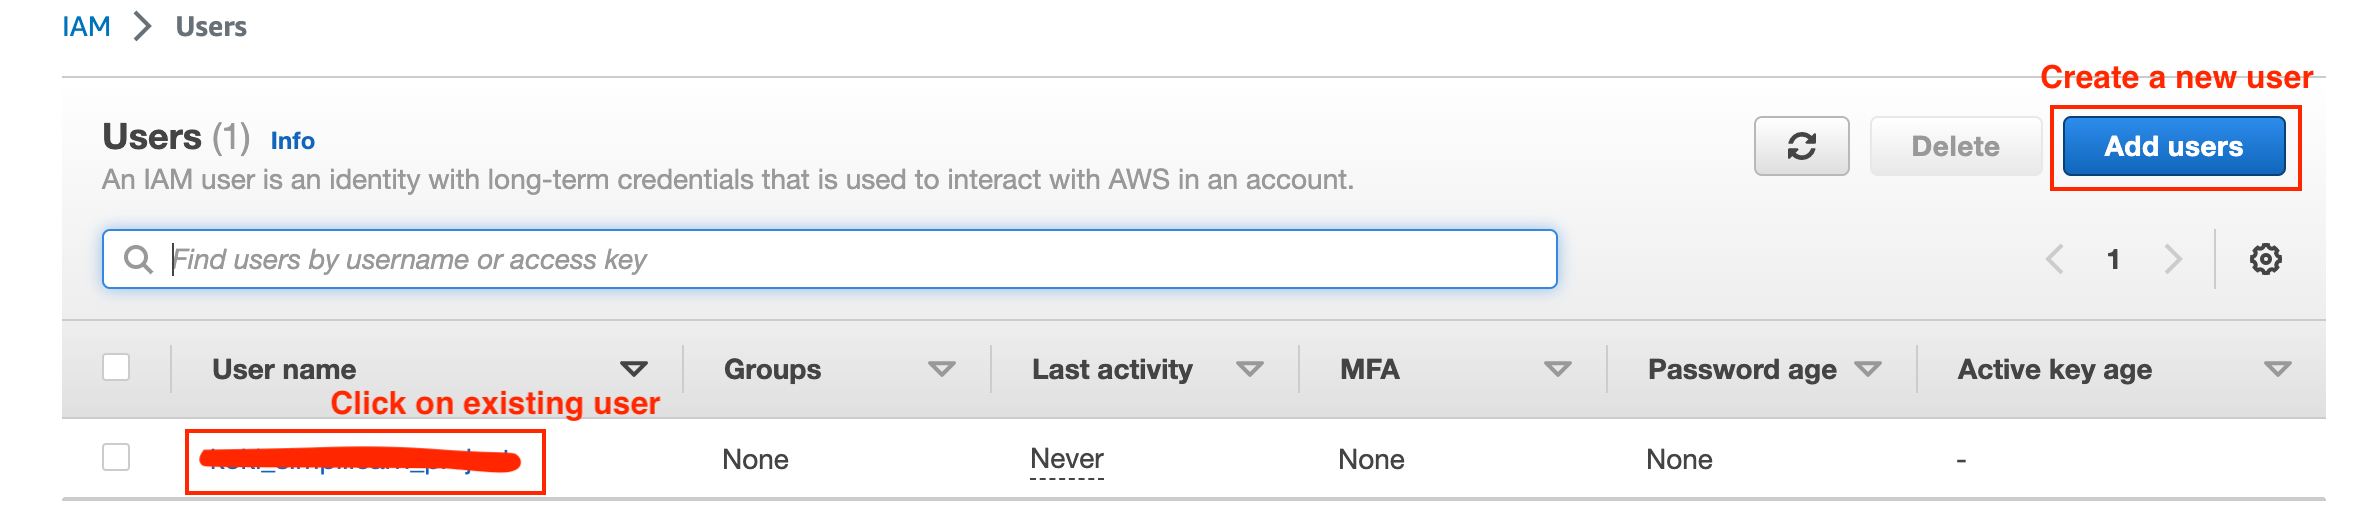 IAM > Users
Create a new user
Users (1) Info
Delete
Add users
An IAM user is an identity with long-term credentials that is used to interact with AWS in an account.
Find users by username or access key
1
User name Groups Last activity MFA Password age Active key age
Click on existing user
None Never None None -